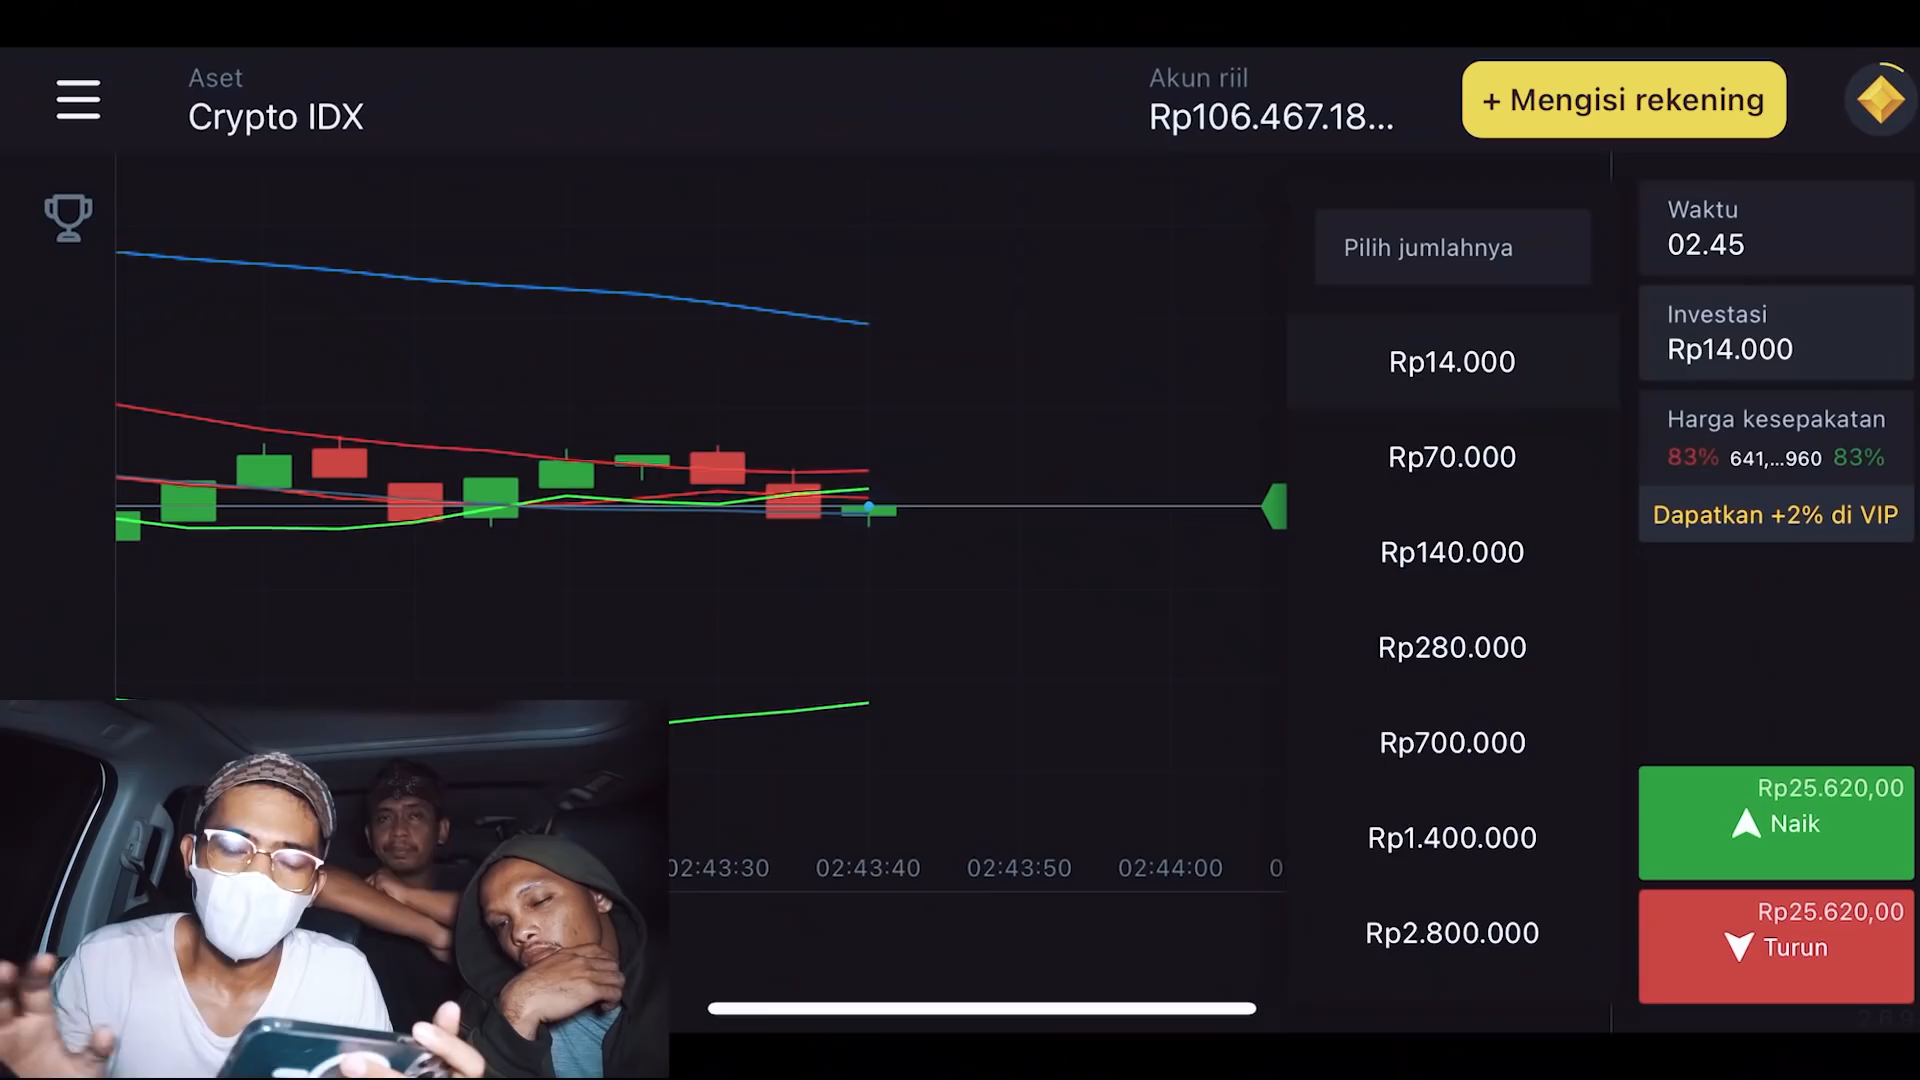 Aset
Crypto IDX
Akun riil
Rp106.467.18...
+ Mengisi rekening
Pilih jumlahnya
Rp14.000
Rp70.000
Rp140.000
Rp280.000
Rp700.000
Rp1.400.000
Rp2.800.000
Waktu
02.45
Investasi
Rp14.000
Harga kesepakatan
83% 641,...960 83%
Dapatkan +2% di VIP
Rp25.620,00
Naik
Rp25.620,00
Turun
02:43:30 02:43:40 02:43:50 02:44:00 0